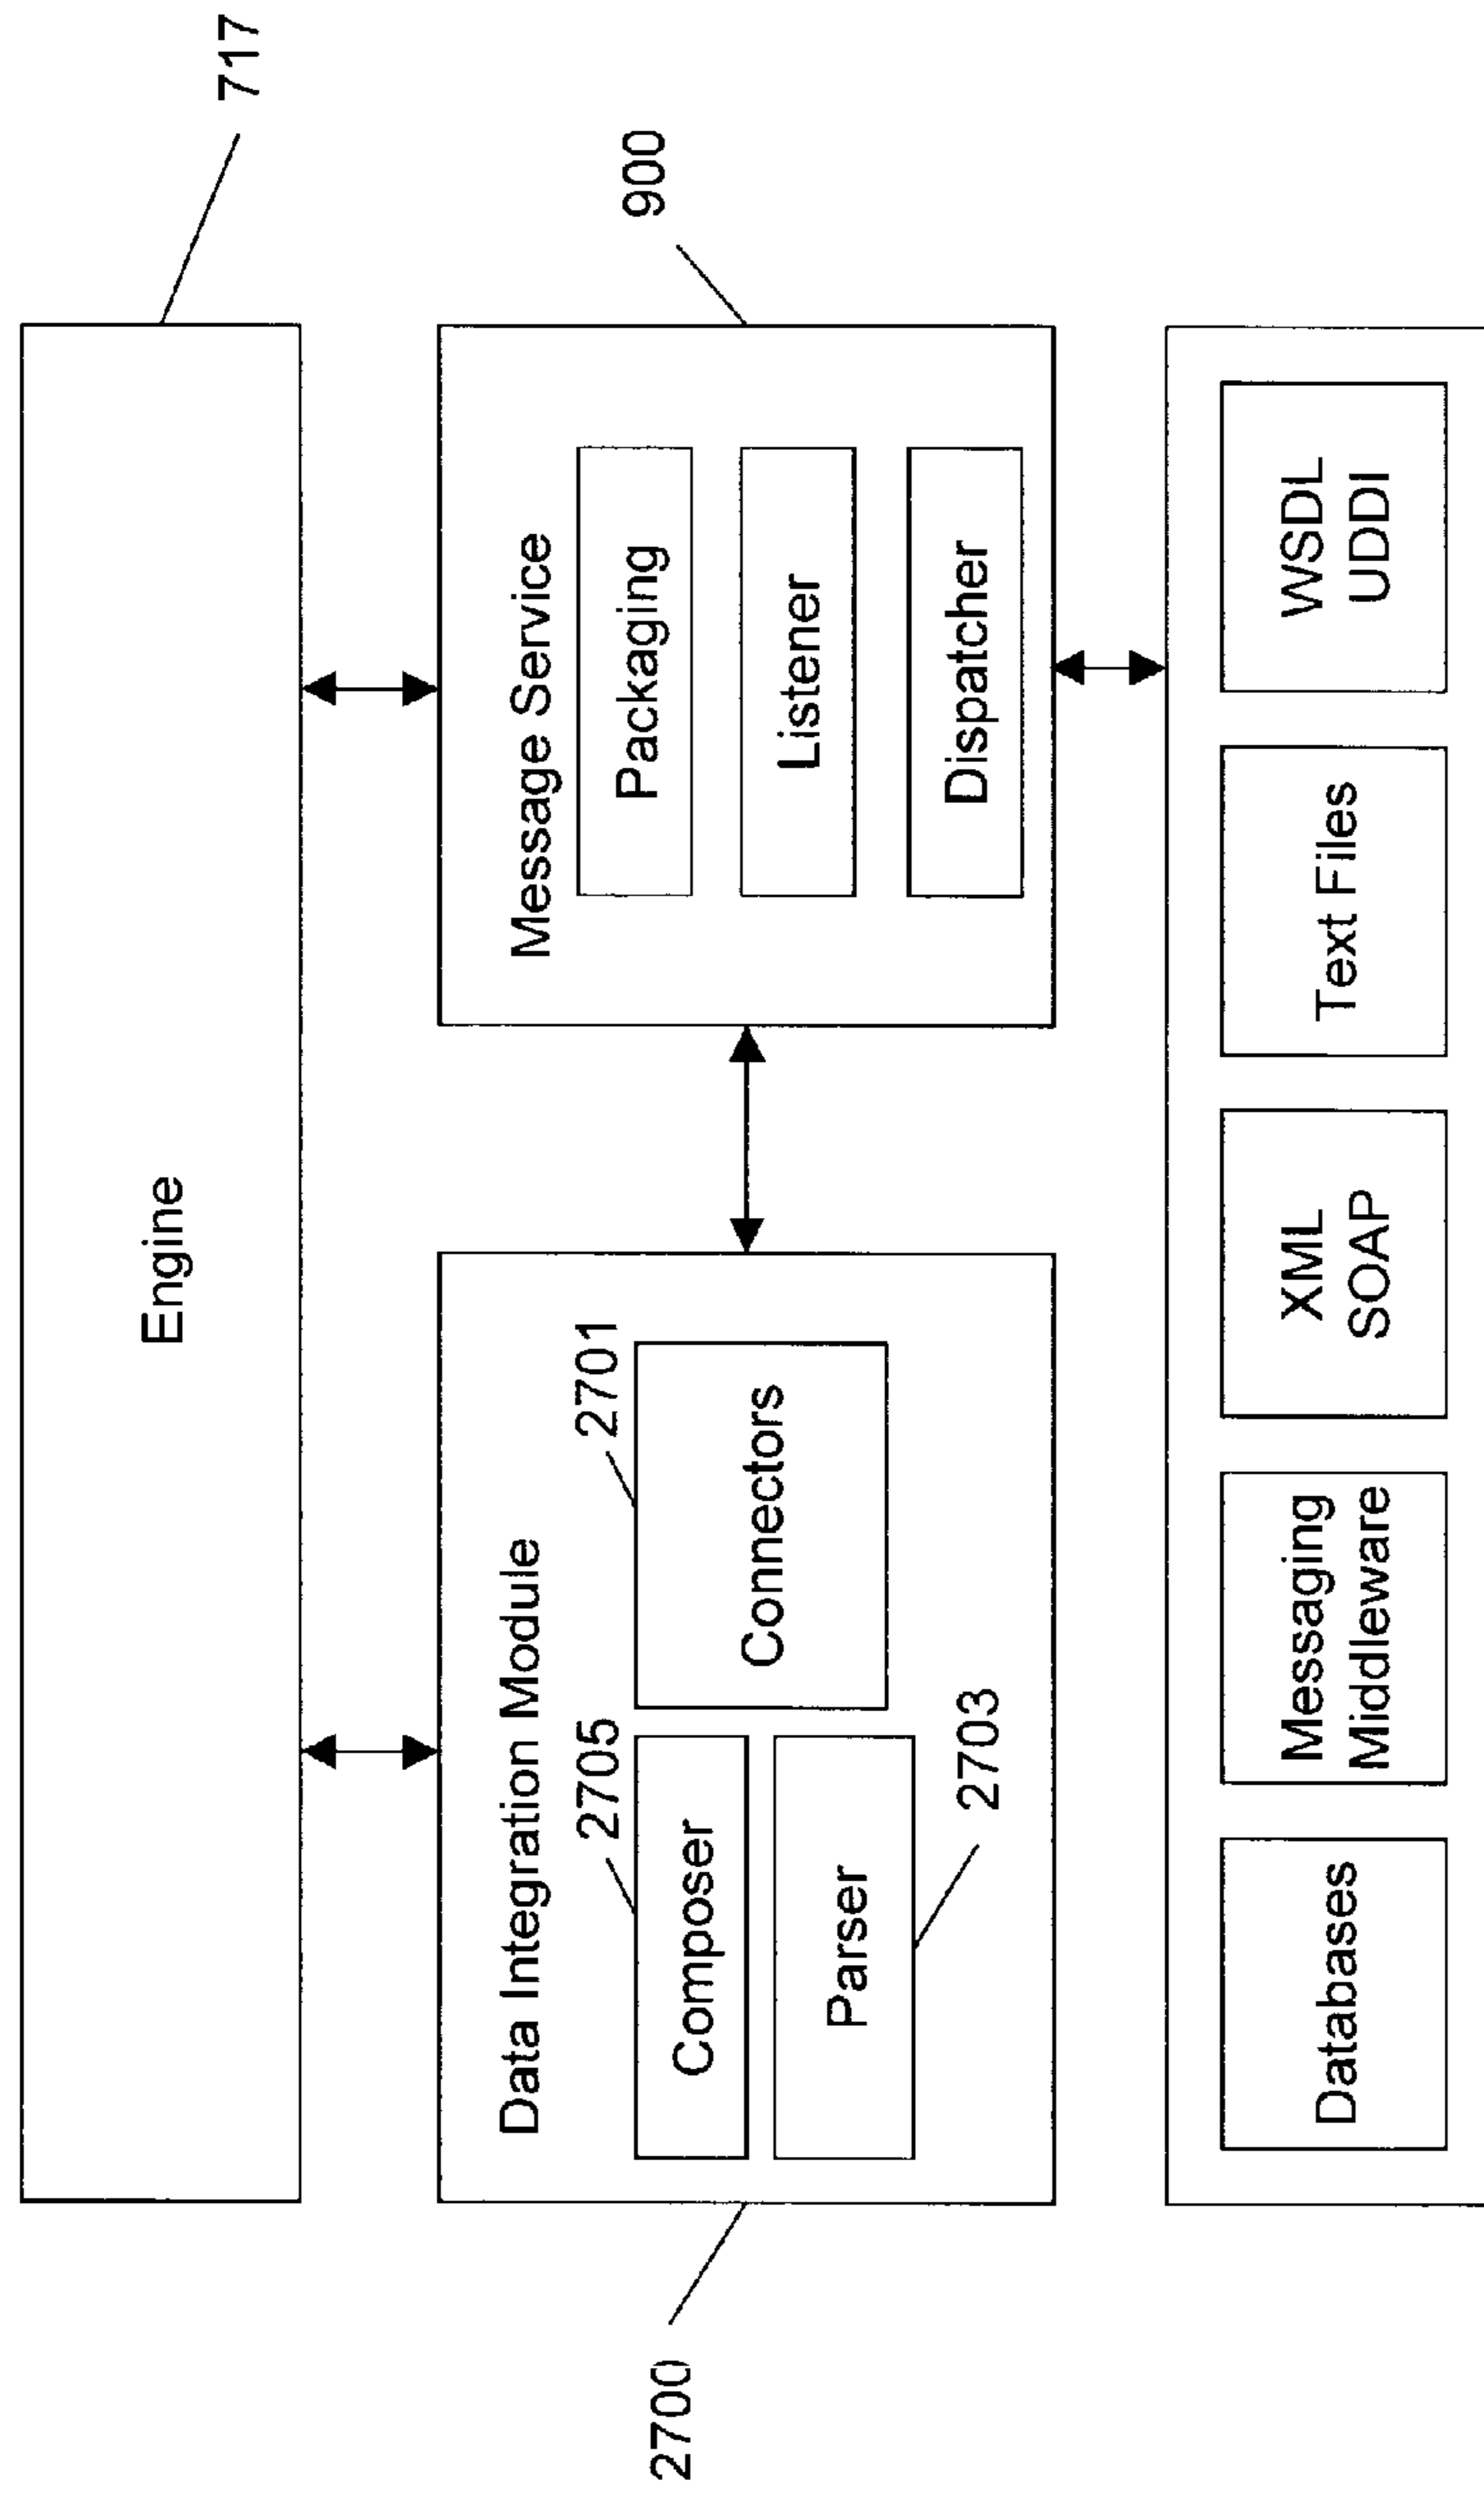 717
Engine
900
Message Service
Packaging
Listener
Dispatcher
2700
Data Integration Module
2705
Composer
2701
Connectors
Parser
2703
Databases
Messaging
Middleware
XML
SOAP
Text Files
WSDL
UDDI